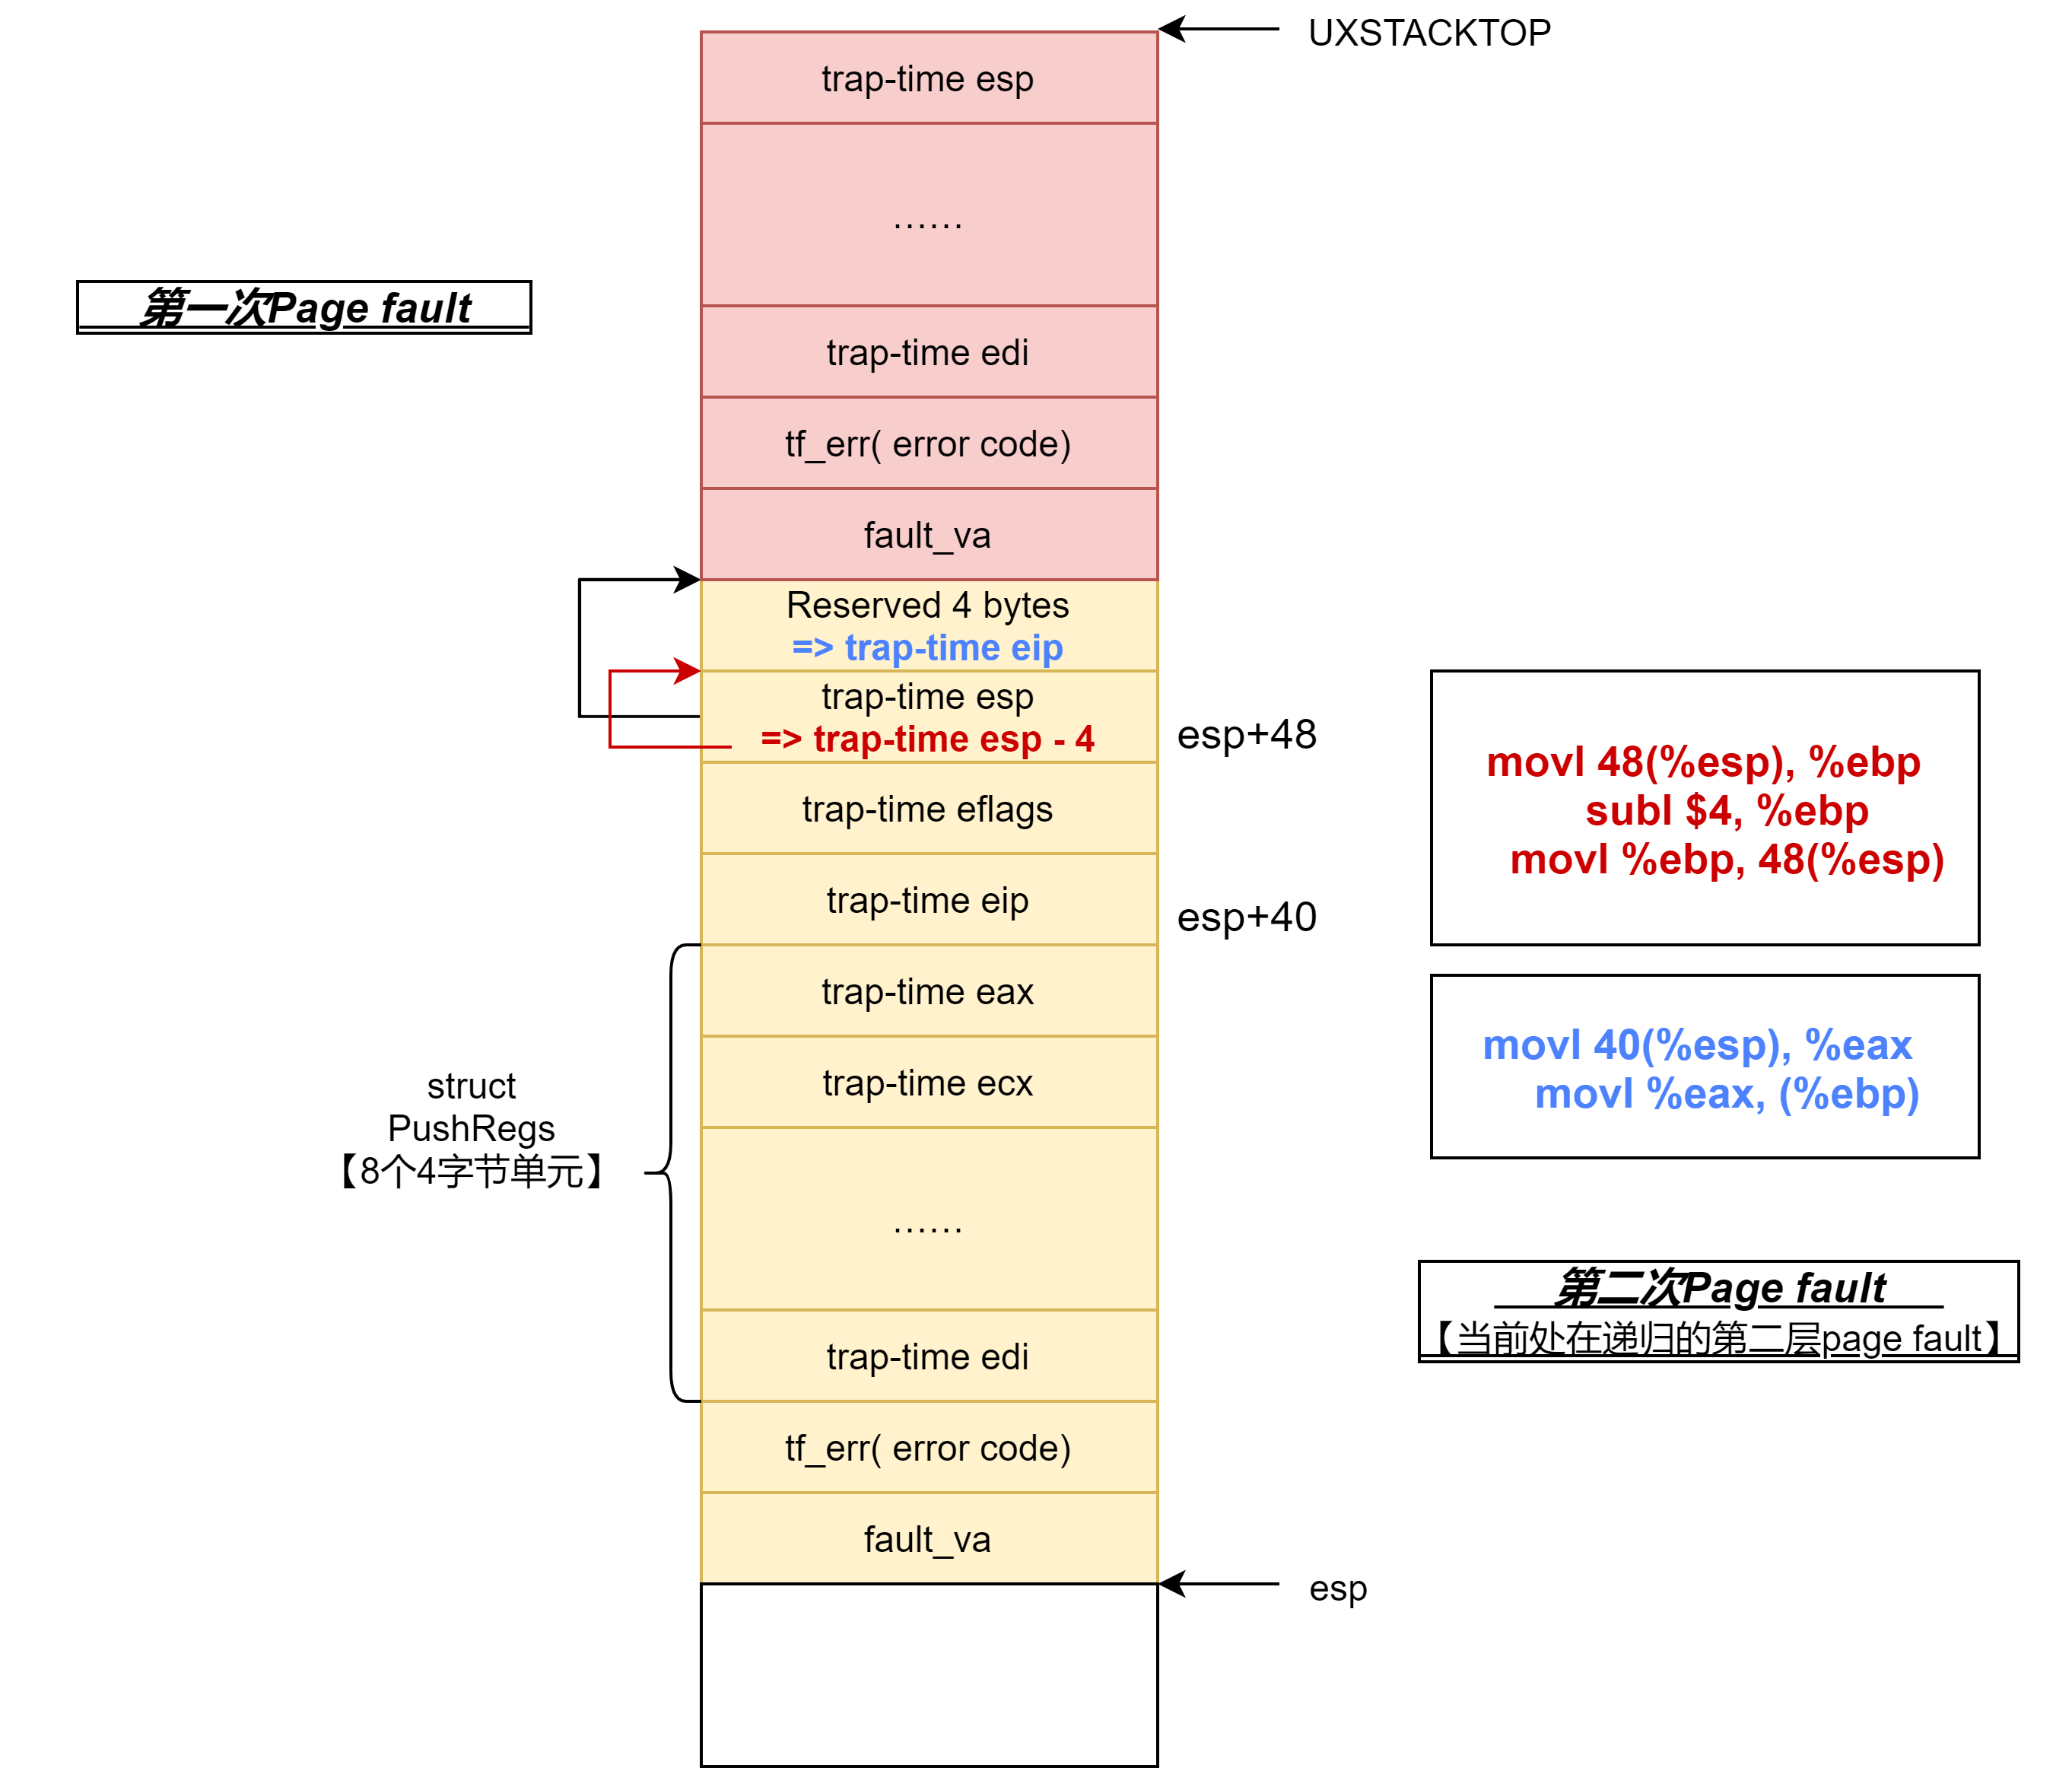 UXSTACKTOP
trap-time esp
……
第一次Page fault
trap-time edi
tf_err( error code)
fault_va
Reserved 4 bytes
=> trap-time eip
trap-time esp
=> trap-time esp - 4
esp+48
trap-time eflags
trap-time eip
esp+40
movl 48(%esp), %ebp
subl $4, %ebp
movl %ebp, 48(%esp)
trap-time eax
trap-time ecx
movl 40(%esp), %eax
movl %eax, (%ebp)
struct
PushRegs
【8个4字节单元】
……
第二次Page fault
【当前处在递归的第二层page fault】
trap-time edi
tf_err( error code)
fault_va
esp